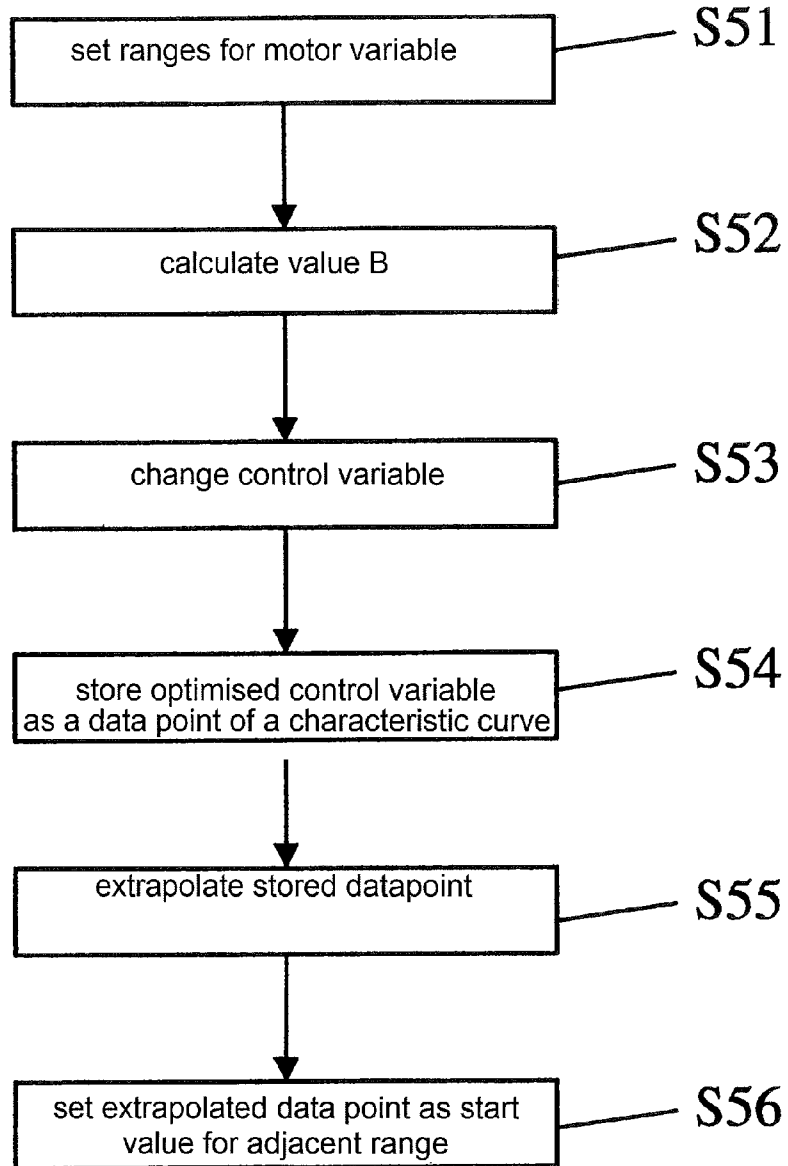 set ranges for motor variable
S51
calculate value B
S52
change control variable
S53
store optimised control variable
as a data point of a characteristic curve
S54
extrapolate stored datapoint
S55
set extrapolated data point as start
value for adjacent range
S56